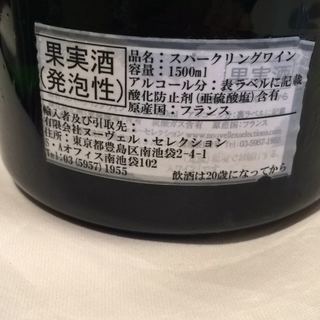 果実酒
(発泡性)
品名：スパークリングワイン
容量：1500ml
アルコール分：表ラベルに記載
酸化防止剤(亜硫酸塩)含有
原産国：フランス
輸入者及び引取先：
有限会社ヌーヴェル・セレクション
住所：東京都豊島区南池袋2-4-1
S・Aオフィス南池袋102
Tel:03(5957)1955
飲酒は20歳になってから